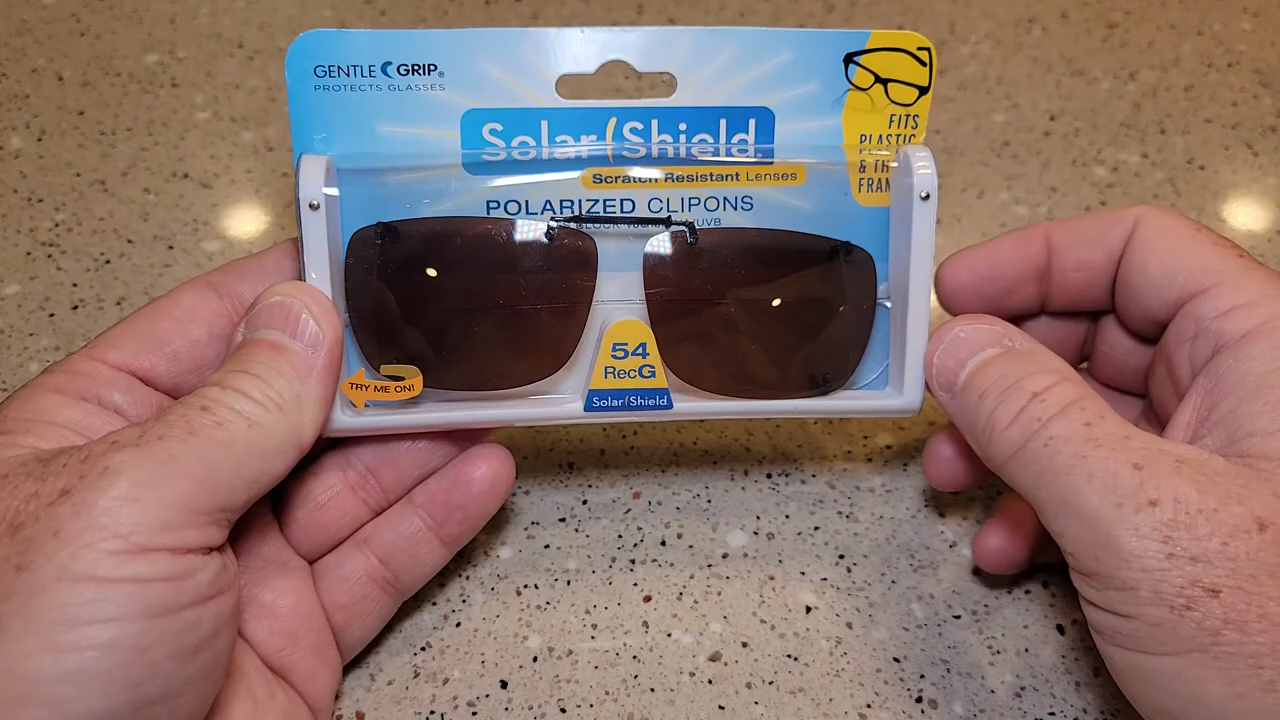 GENTLE GRIP®
PROTECTS GLASSES
Solar Shield®
Scratch Resistant Lenses
POLARIZED CLIPONS
FITS
PLASTIC
&
54
RecG
Solar Shield
TRY ME ON!